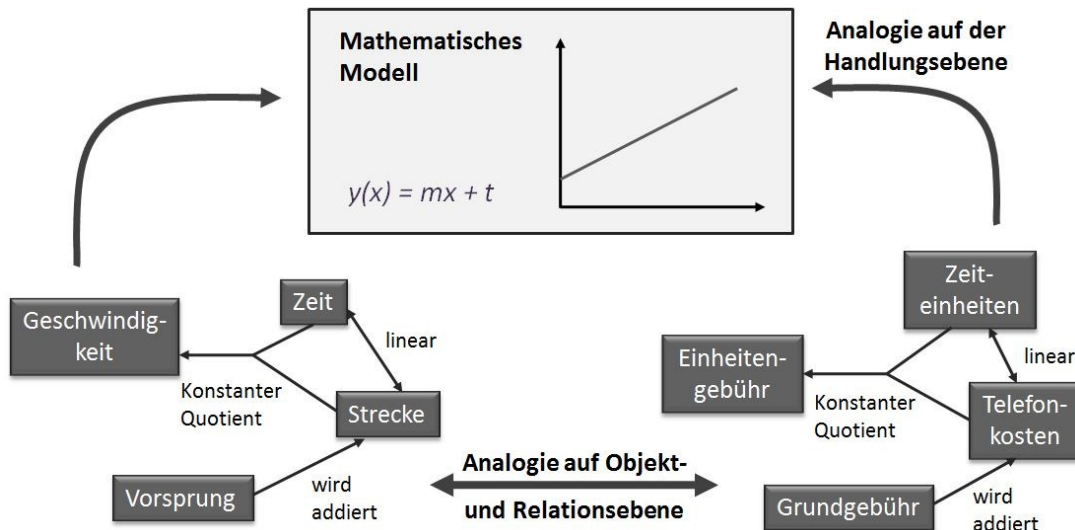 Mathematisches
Modell
y(x) = mx + t
Analogie auf der
Handlungsebene
Geschwindig-
keit
Zeit
linear
Konstanter
Quotient
Strecke
Vorsprung
wird
addiert
Analogie auf Objekt-
und Relationsebene
Zeit-
einheiten
Einheiten-
gebühr
linear
Konstanter
Quotient
Telefon-
kosten
Grundgebühr
wird
addiert